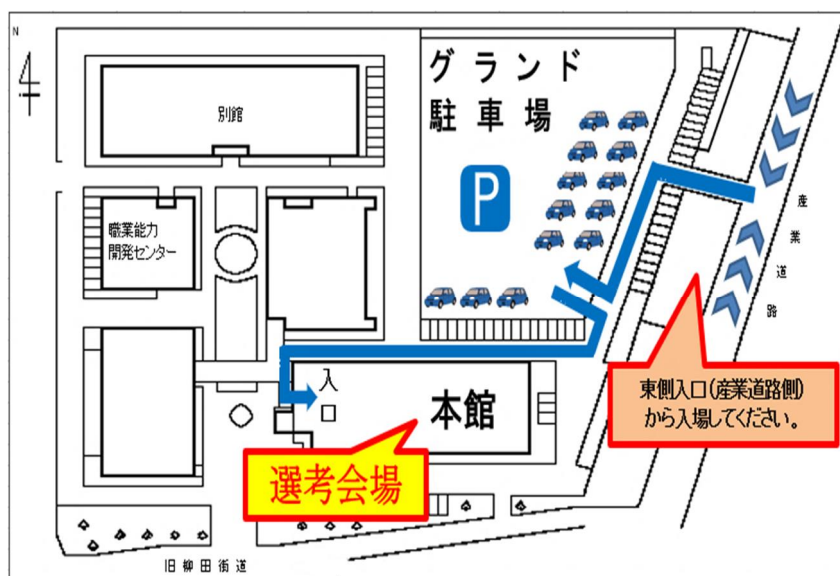 N
グランド
駐車場
P
別館
職業能力
開発センター
産業道路
東側入口(産業道路側)
から入場してください。
入
口
本館
選考会場
旧柳田街道